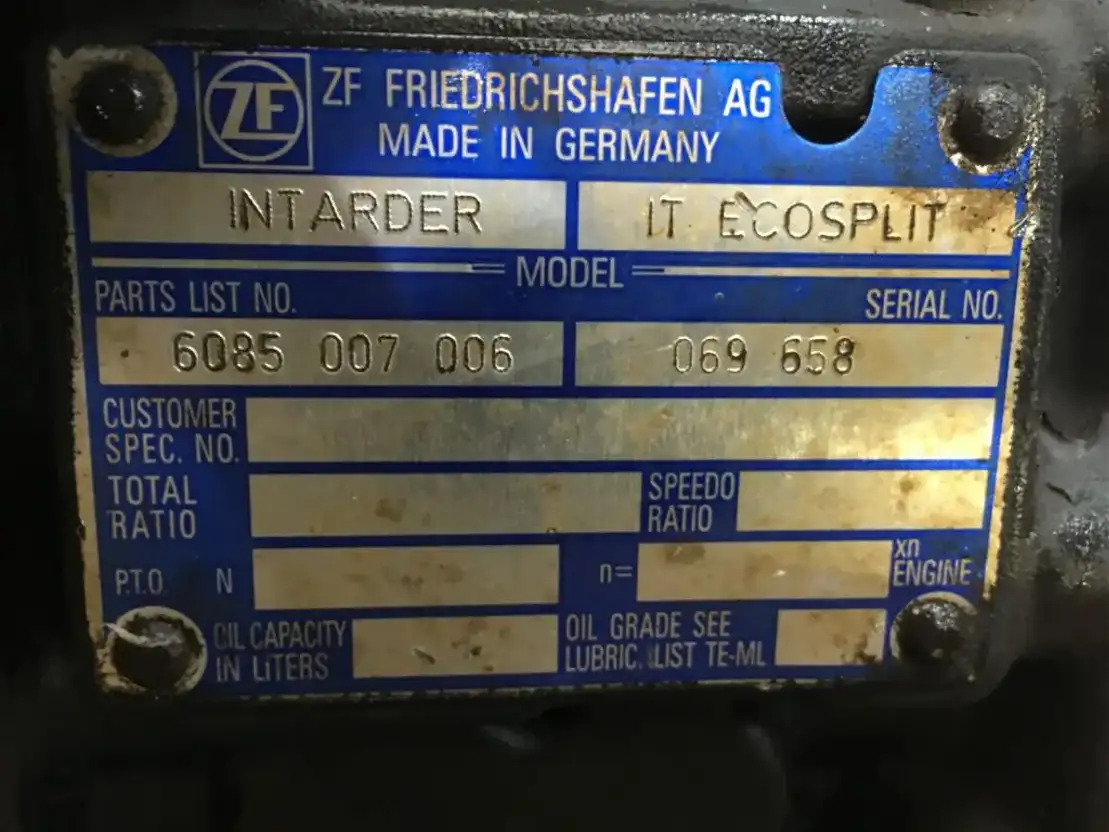 ZF ZF FRIEDRICHSHAFEN AG
MADE IN GERMANY
INTARDER IT ECOSPLIT
MODEL
PARTS LIST NO. SERIAL NO.
6085 007 006 069 658
CUSTOMER
SPEC. NO.
TOTAL
RATIO
SPEEDO
RATIO
P.T.O. N n= xn
ENGINE
OIL CAPACITY
IN LITERS
OIL GRADE SEE
LUBRIC. LIST TE-ML